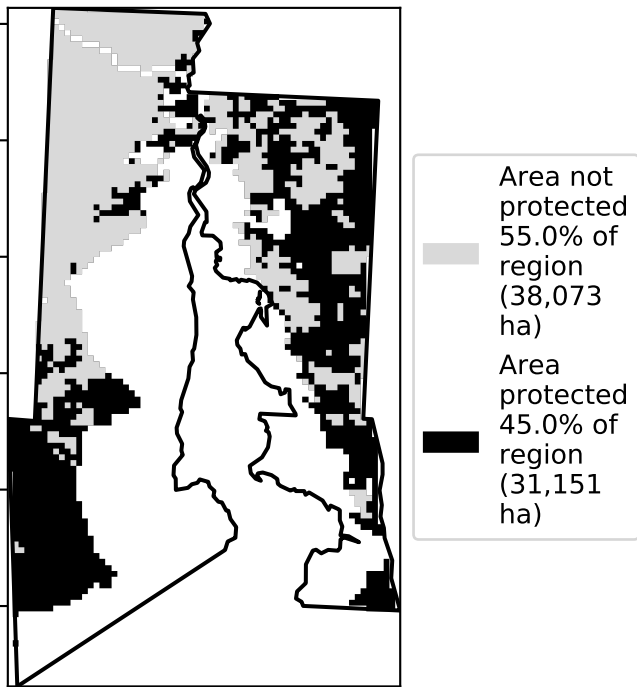 Area not
protected
55.0% of
region
(38,073
ha)
Area
protected
45.0% of
region
(31,151
ha)